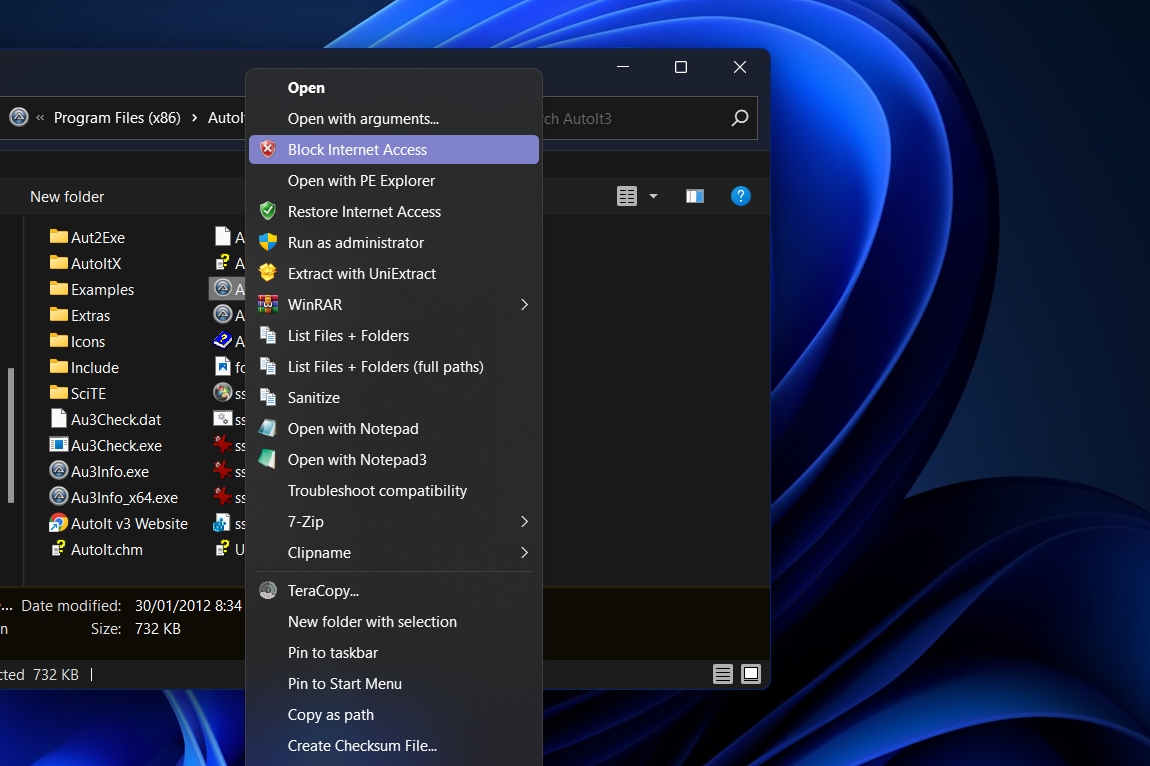 Program Files (x86)
AutoI
rch AutoIt3
New folder
?
Aut2Exe
AutoItX
Examples
Extras
Icons
Include
SciTE
Au3Check.dat
Au3Check.exe
Au3Info.exe
Au3Info_x64.exe
AutoIt v3 Website
AutoIt.chm
A
A
A
A
A
fo
ss
ss
ss
ss
ss
ss
U
Open
Open with arguments...
Block Internet Access
Open with PE Explorer
Restore Internet Access
Run as administrator
Extract with UniExtract
WinRAR
List Files + Folders
List Files + Folders (full paths)
Sanitize
Open with Notepad
Open with Notepad3
Troubleshoot compatibility
7-Zip
Clipname
TeraCopy...
New folder with selection
Pin to taskbar
Pin to Start Menu
Copy as path
Create Checksum File...
... Date modified: 30/01/2012 8:34
n Size: 732 KB
cted 732 KB